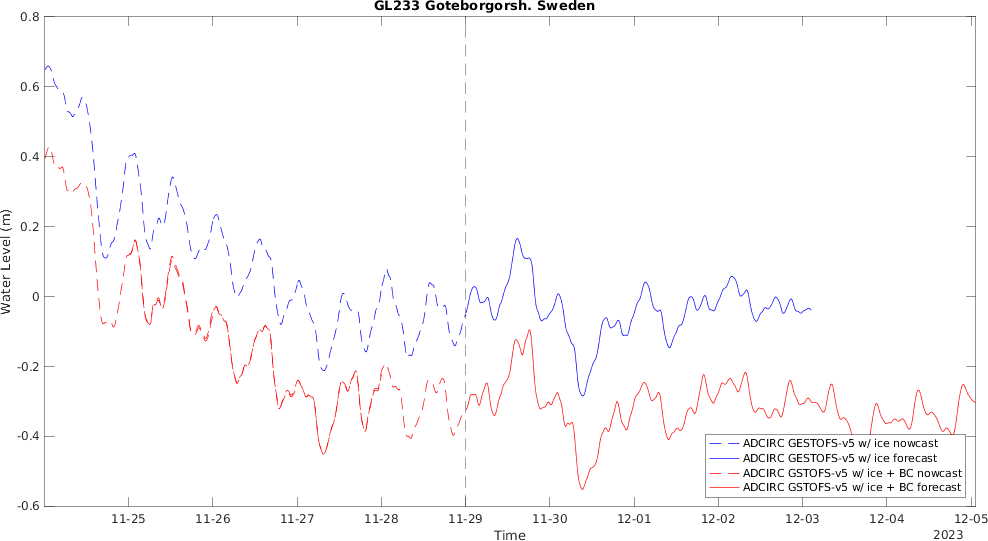 GL233 Goteborgorsh. Sweden
0.8
0.6
0.4
0.2
0
-0.2
-0.4
-0.6
Water Level (m)
ADCIRC GESTOFS-v5 w/ ice nowcast
ADCIRC GESTOFS-v5 w/ ice forecast
ADCIRC GSTOFS-v5 w/ ice + BC nowcast
ADCIRC GSTOFS-v5 w/ ice + BC forecast
11-25 11-26 11-27 11-28 11-29 11-30 12-01 12-02 12-03 12-04 12-05
Time 2023